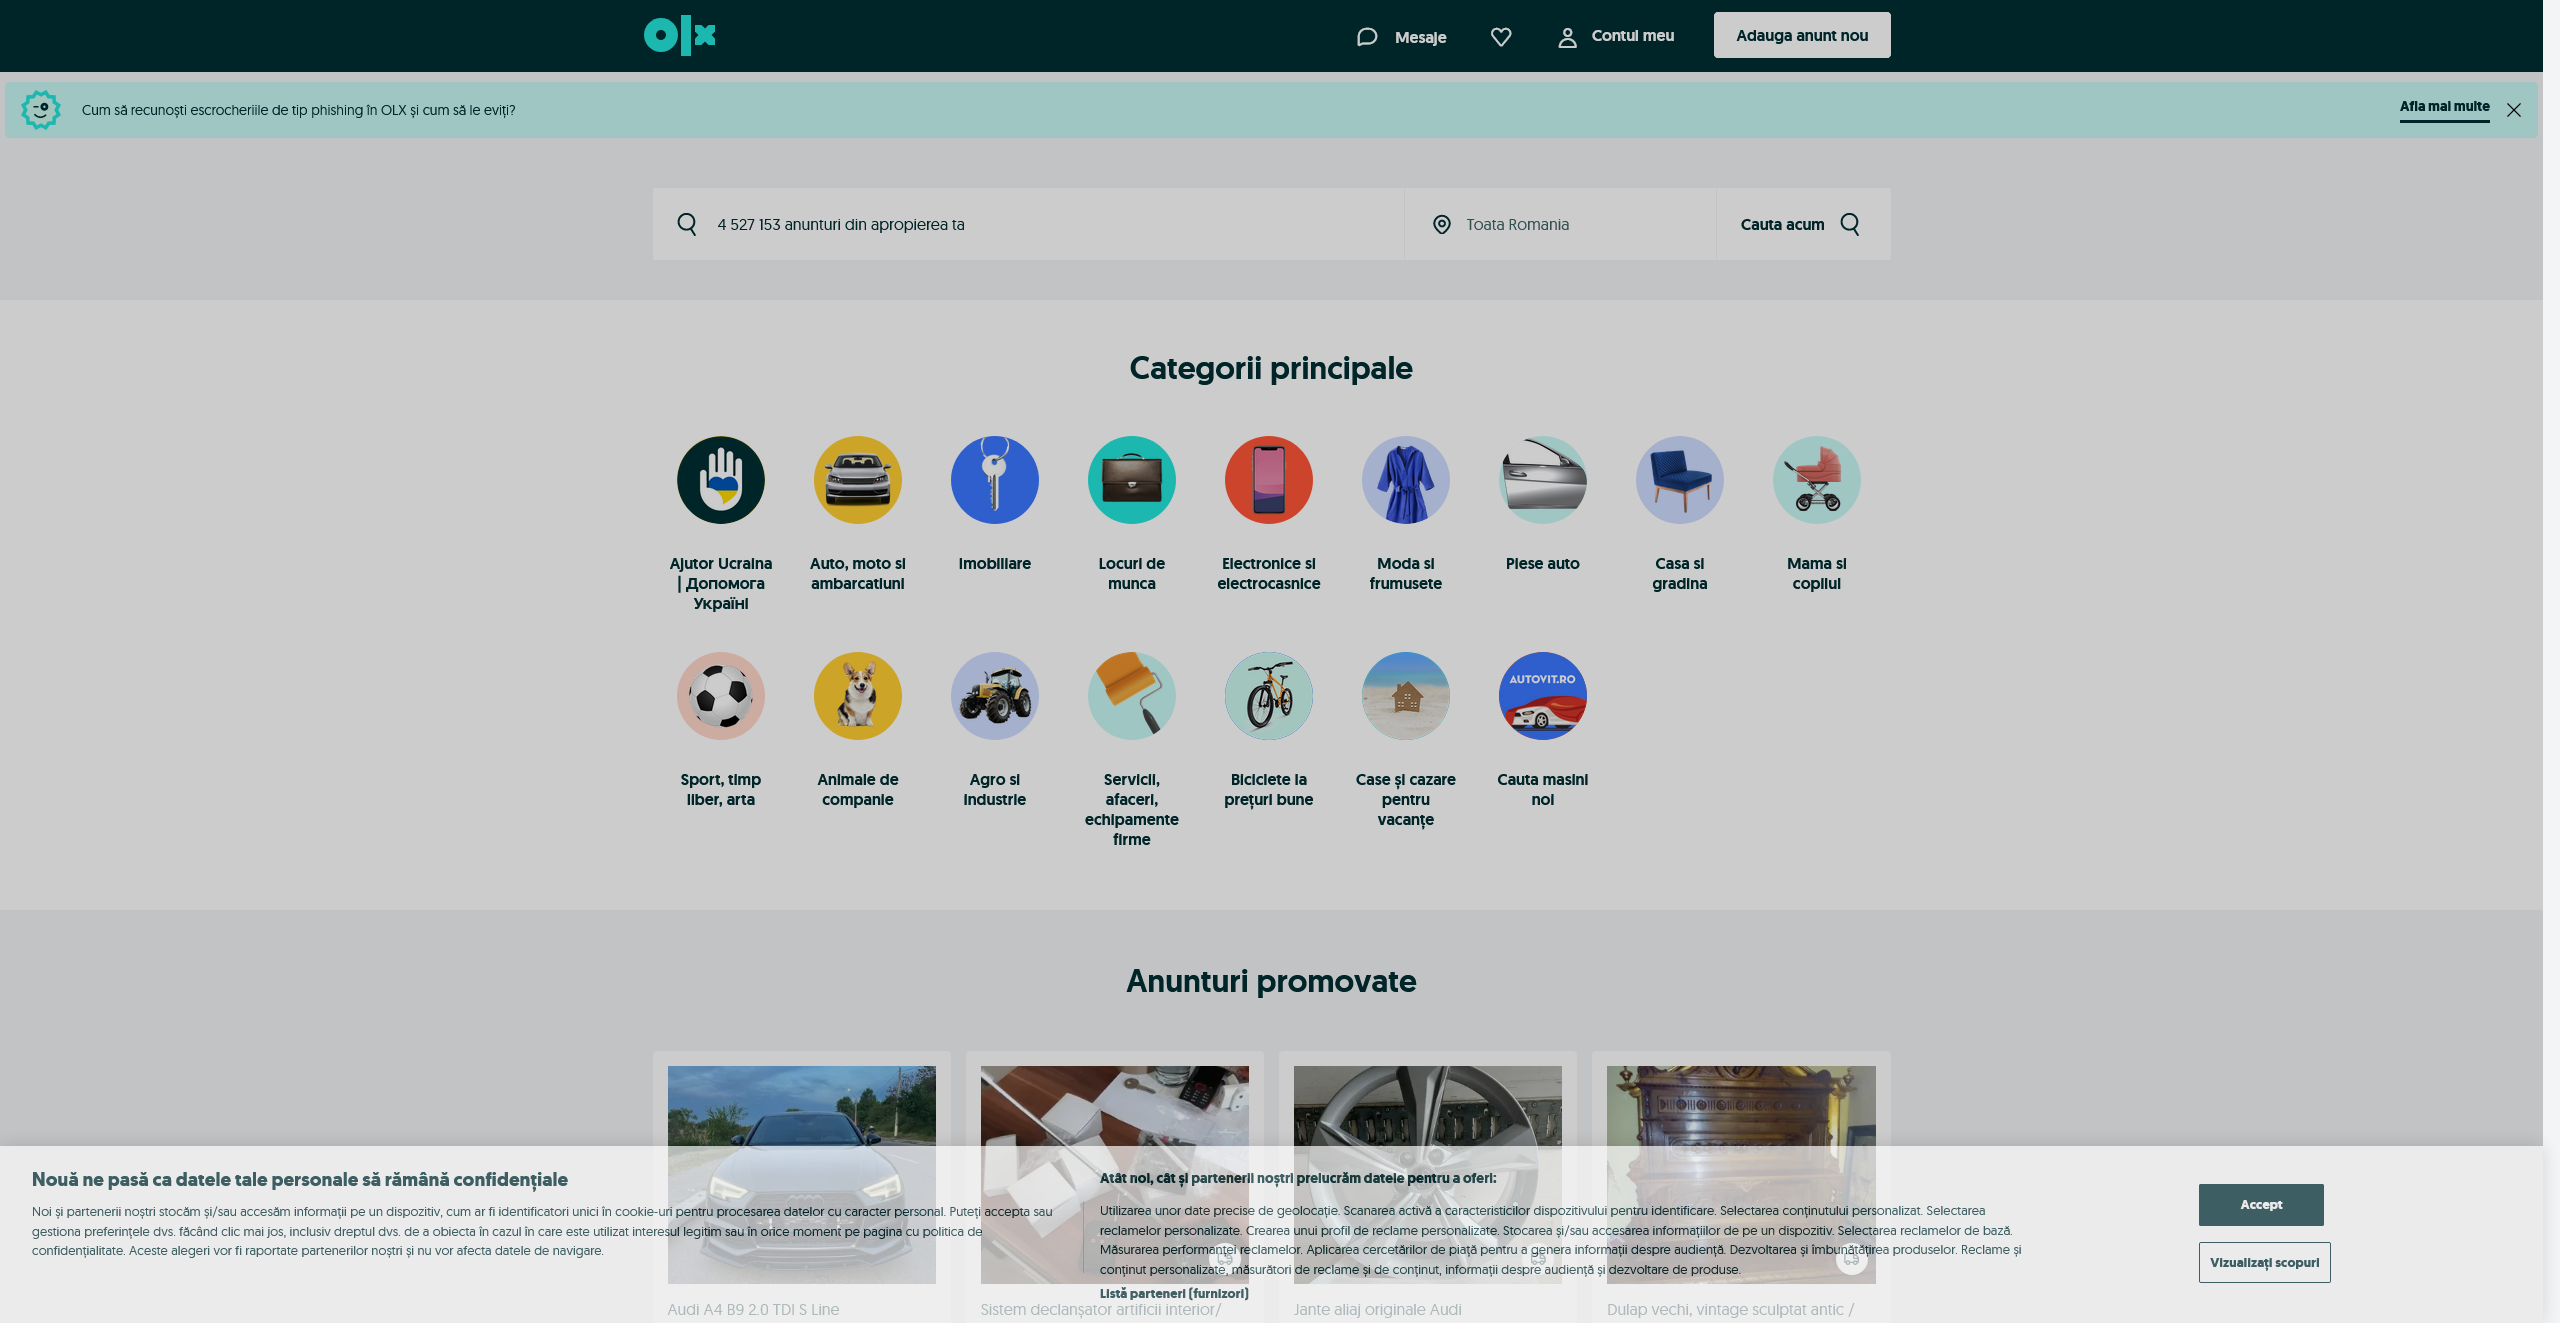 olx
Mesaje
Contul meu
Adauga anunt nou
Cum să recunoști escrocheriile de tip phishing în OLX și cum să le eviți?
Afla mai multe
4 527 153 anunturi din apropierea ta
Toata Romania
Cauta acum
Categorii principale
AUTOVIT.RO
Ajutor Ucraina
| Допомога
Україні
Auto, moto si
ambarcatiuni
Imobiliare
Locuri de
munca
Electronice si
electrocasnice
Moda si
frumusete
Piese auto
Casa si
gradina
Mama si
copilul
Sport, timp
liber, arta
Animale de
companie
Agro si
industrie
Servicii,
afaceri,
echipamente
firme
Biciclete la
prețuri bune
Case și cazare
pentru
vacanțe
Cauta masini
noi
Anunturi promovate
Nouă ne pasă ca datele tale personale să rămână confidențiale
Noi și partenerii noștri stocăm și/sau accesăm informații pe un dispozitiv, cum ar fi identificatori unici în cookie-uri pentru procesarea datelor cu caracter personal. Puteți accepta sau
gestiona preferințele dvs. făcând clic mai jos, inclusiv dreptul dvs. de a obiecta în cazul în care este utilizat interesul legitim sau în orice moment pe pagina cu politica de
confidențialitate. Aceste alegeri vor fi raportate partenerilor noștri și nu vor afecta datele de navigare.
Atât noi, cât și partenerii noștri prelucrăm datele pentru a oferi:
Utilizarea unor date precise de geolocație. Scanarea activă a caracteristicilor dispozitivului pentru identificare. Selectarea conținutului personalizat. Selectarea
reclamelor personalizate. Crearea unui profil de reclame personalizate. Stocarea și/sau accesarea informațiilor de pe un dispozitiv. Selectarea reclamelor de bază.
Măsurarea performanței reclamelor. Aplicarea cercetărilor de piață pentru a genera informații despre audiență. Dezvoltarea și îmbunătățirea produselor. Reclame și
conținut personalizate, măsurători de reclame și de conținut, informații despre audiență și dezvoltare de produse.
Listă parteneri (furnizori)
Accept
Vizualizați scopuri
Audi A4 B9 2.0 TDI S Line
Sistem declanșator artificii interior/
Jante aliaj originale Audi
Dulap vechi, vintage sculptat antic /